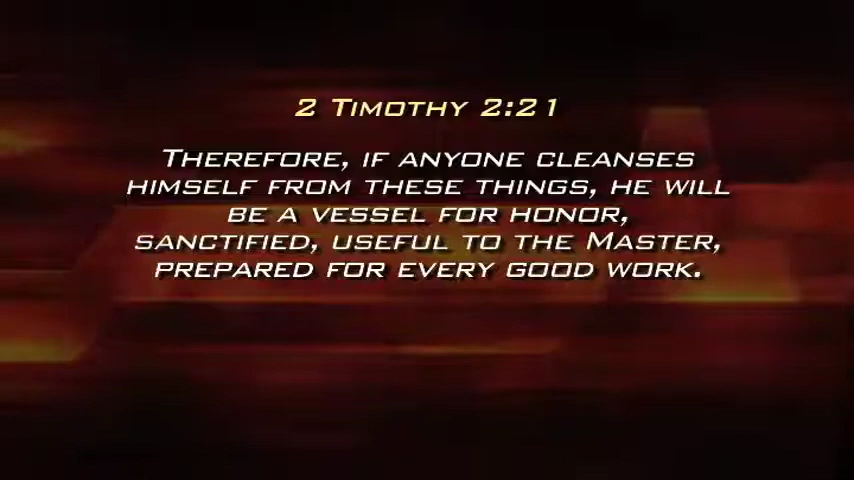 2 Timothy 2:21
Therefore, if anyone cleanses
himself from these things, he will
be a vessel for honor,
sanctified, useful to the Master,
prepared for every good work.